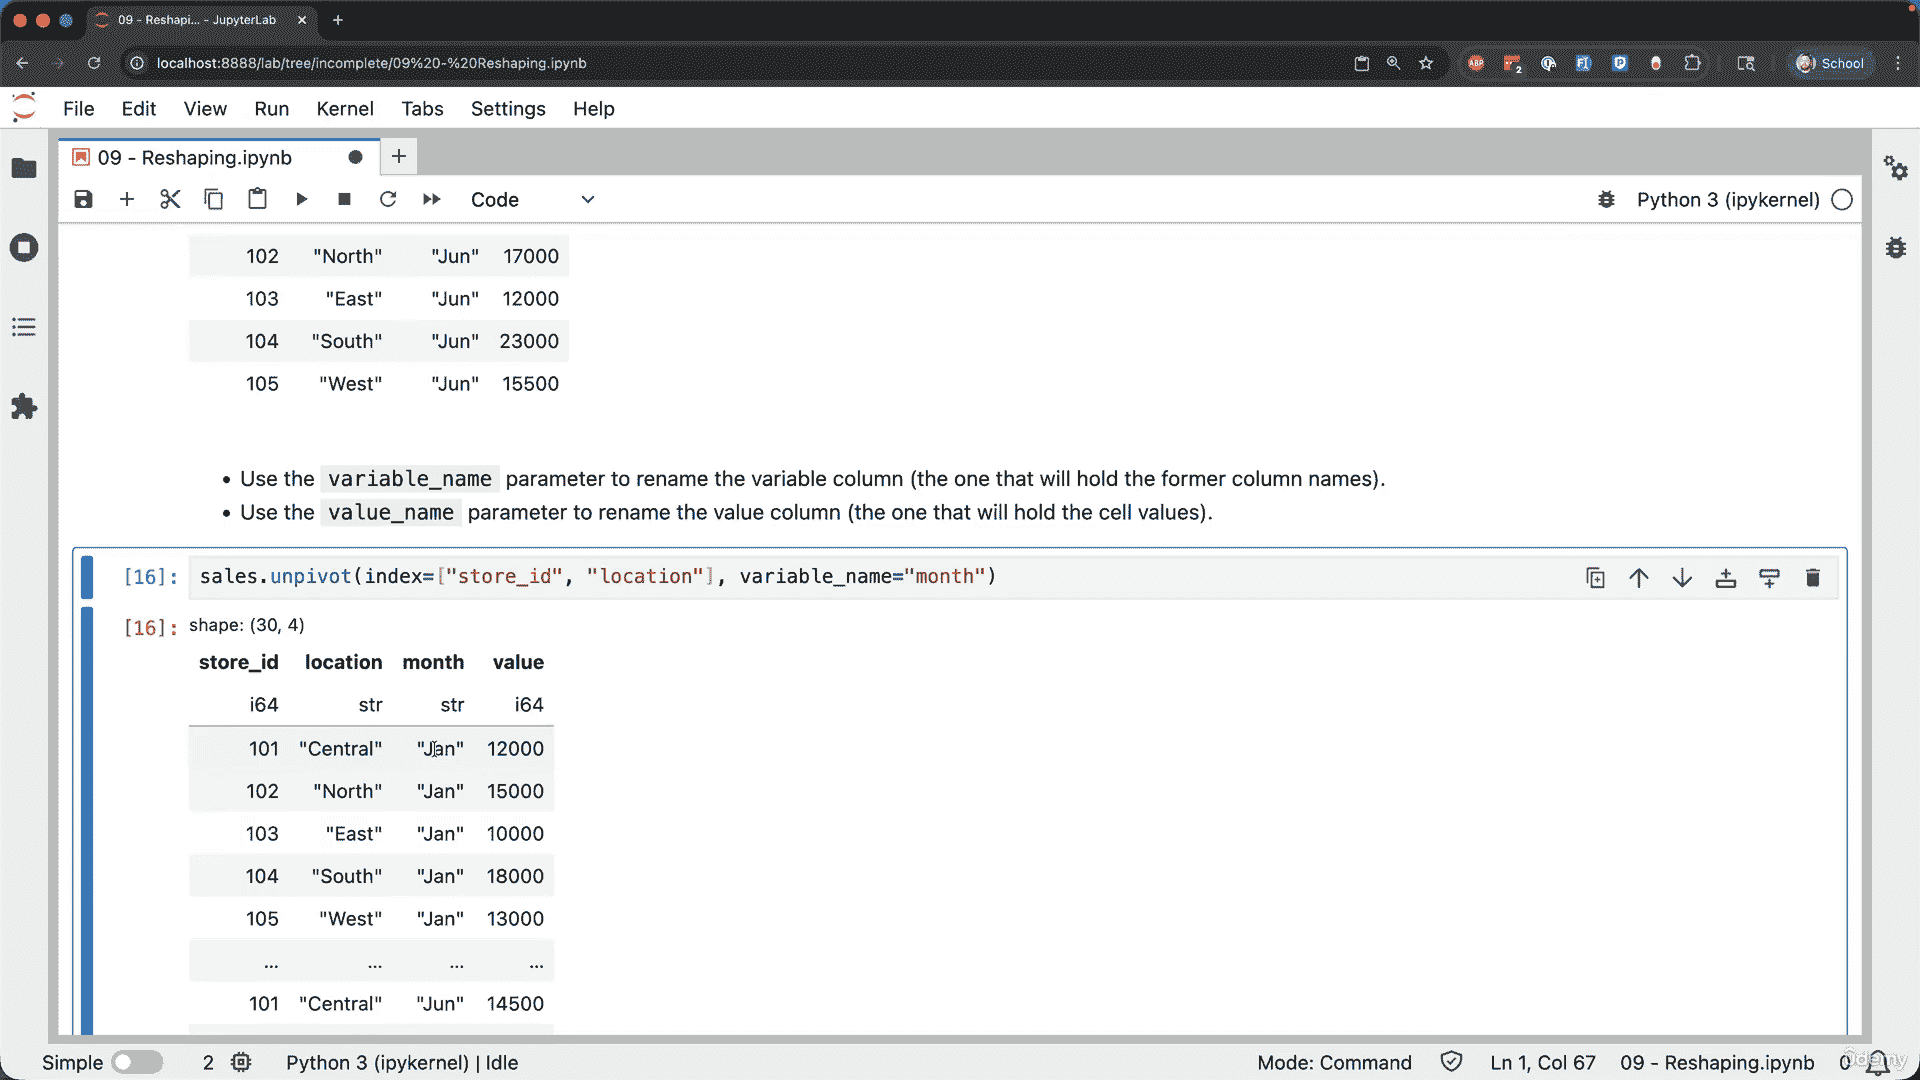 09 - Reshapi... - JupyterLab
localhost:8888/lab/tree/incomplete/09%20-%20Reshaping.ipynb
ABP
2
School
File Edit View Run Kernel Tabs Settings Help
09 - Reshaping.ipynb
Code
Python 3 (ipykernel)
102 "North" "Jun" 17000
103 "East" "Jun" 12000
104 "South" "Jun" 23000
105 "West" "Jun" 15500
• Use the variable_name parameter to rename the variable column (the one that will hold the former column names).
• Use the value_name parameter to rename the value column (the one that will hold the cell values).
[16]: sales.unpivot(index=["store_id", "location"], variable_name="month")
[16]: shape: (30, 4)
store_id location month value
i64 str str i64
101 "Central" "Jan" 12000
102 "North" "Jan" 15000
103 "East" "Jan" 10000
104 "South" "Jan" 18000
105 "West" "Jan" 13000
... ... ... ...
101 "Central" "Jun" 14500
Simple 2 Python 3 (ipykernel) | Idle Mode: Command Ln 1, Col 67 09 - Reshaping.ipynb 0
udemy